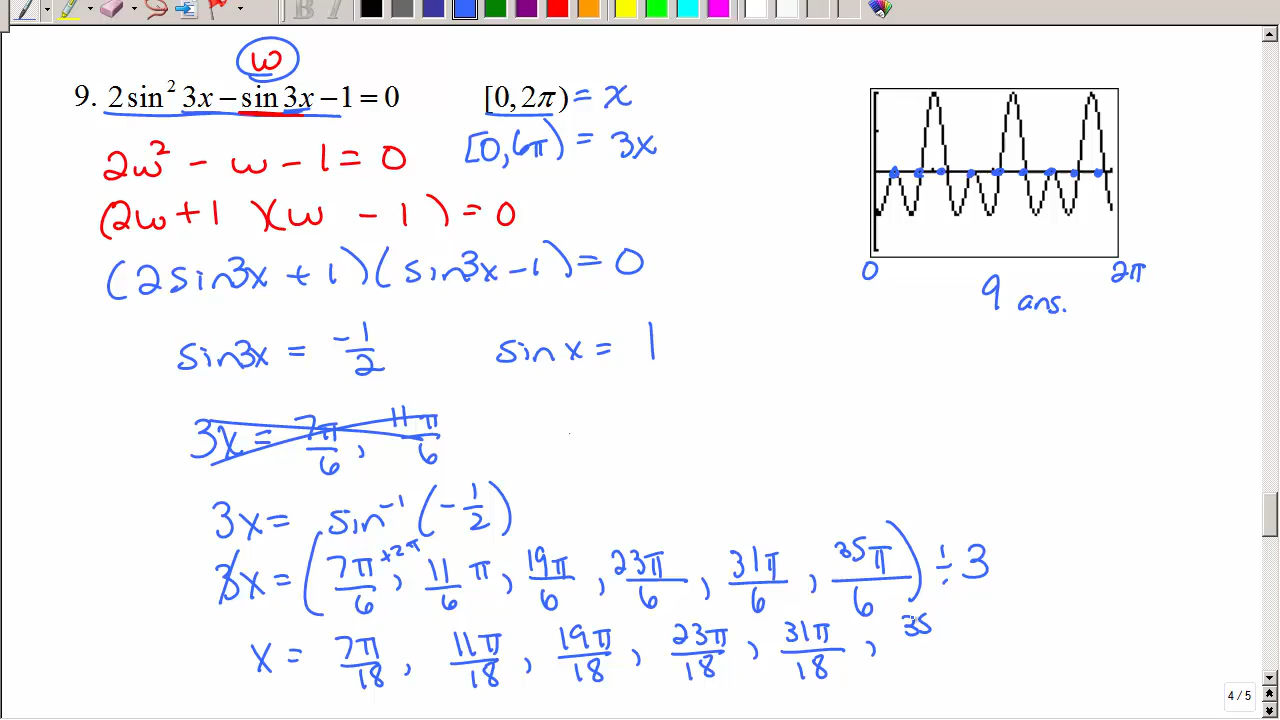 w
9. 2sin² 3x − sin 3x − 1 = 0 [0, 2π) = x
2w² - w - 1 = 0 [0, 6π) = 3x
(2w + 1 )(w - 1 ) = 0
(2sin3x + 1)(sin3x - 1) = 0
0 2π
9 ans.
sin3x = -1/2 sin x = 1
3x = 7π/6, 11π/6
3x = sin⁻¹(-1/2)
+2π
3x = (7π/6, 11/6 π, 19π/6, 23π/6, 31π/6, 35π/6) ÷ 3
x = 7π/18, 11π/18, 19π/18, 23π/18, 31π/18, 35
4 / 5